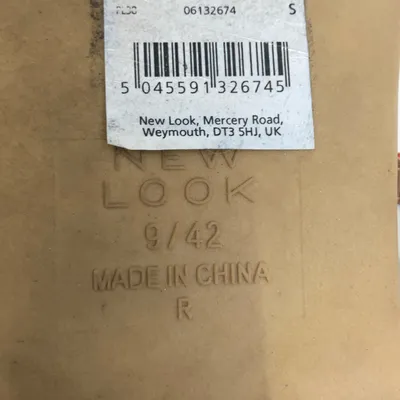 06132674 S
5 045591 326745
New Look, Mercery Road,
Weymouth, DT3 5HJ, UK
NEW
LOOK
9/42
MADE IN CHINA
R